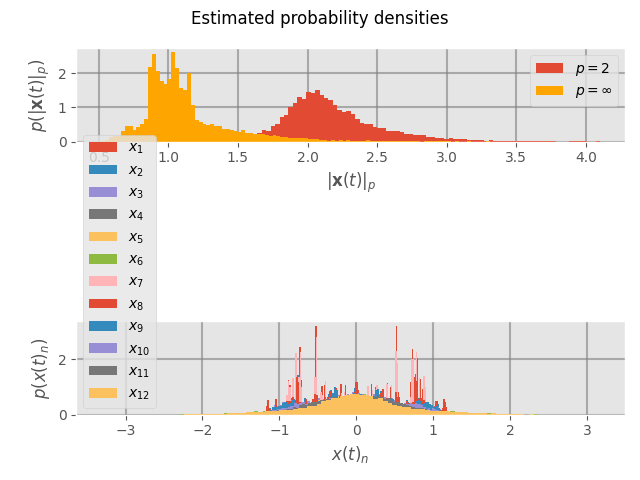 Estimated probability densities
p(|𝐱(t)|ₚ)
2
1
0
p = 2
p = ∞
0.5 1.0 1.5 2.0 2.5 3.0 3.5 4.0
|𝐱(t)|ₚ
x₁
x₂
x₃
x₄
x₅
x₆
x₇
x₈
x₉
x₁₀
x₁₁
x₁₂
p(x(t)ₙ)
2
0
−3 −2 −1 0 1 2 3
x(t)ₙ